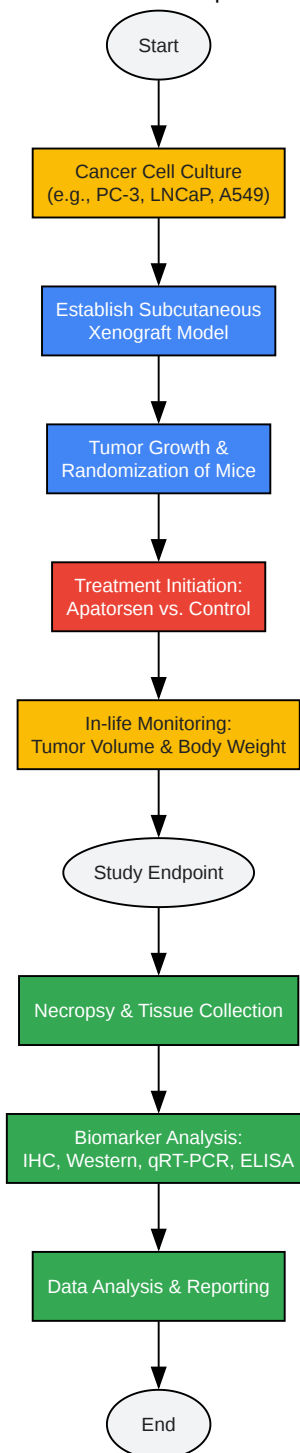 Start
Cancer Cell Culture
(e.g., PC-3, LNCaP, A549)
Establish Subcutaneous
Xenograft Model
Tumor Growth &
Randomization of Mice
Treatment Initiation:
Apatorsen vs. Control
In-life Monitoring:
Tumor Volume & Body Weight
Study Endpoint
Necropsy & Tissue Collection
Biomarker Analysis:
IHC, Western, qRT-PCR, ELISA
Data Analysis & Reporting
End